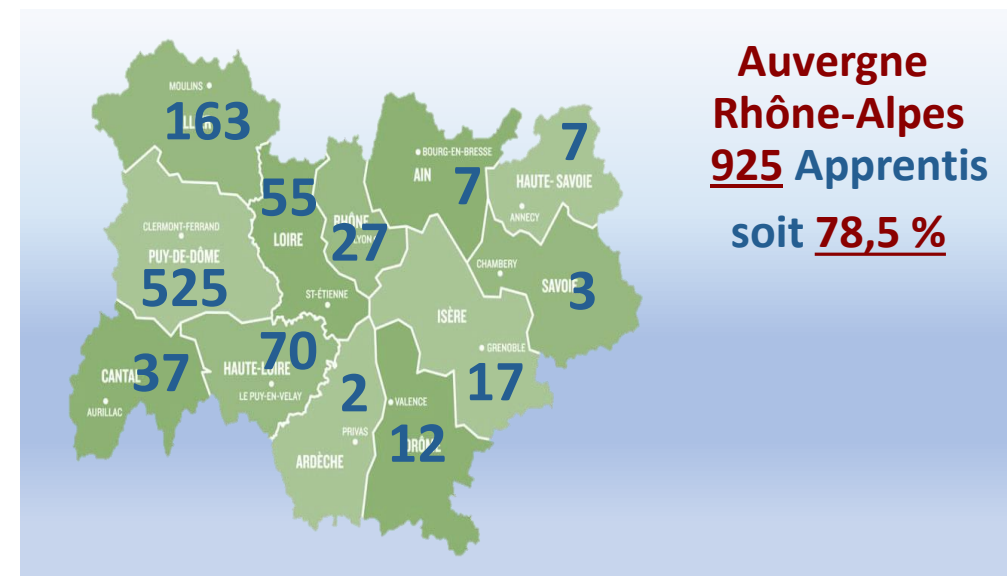 Auvergne
Rhône-Alpes
925 Apprentis
soit 78,5 %
MOULINS
163
BOURG-EN-BRESSE
AIN
7
7
HAUTE- SAVOIE
ANNECY
55
LOIRE
ST-ÉTIENNE
RHÔNE
LYON
27
CLERMONT-FERRAND
PUY-DE-DÔME
525
CHAMBERY
SAVOIE
3
ISÈRE
GRENOBLE
17
CANTAL
37
AURILLAC
HAUTE-LOIRE
70
LE PUY-EN-VELAY
2
PRIVAS
ARDÈCHE
VALENCE
DRÔME
12